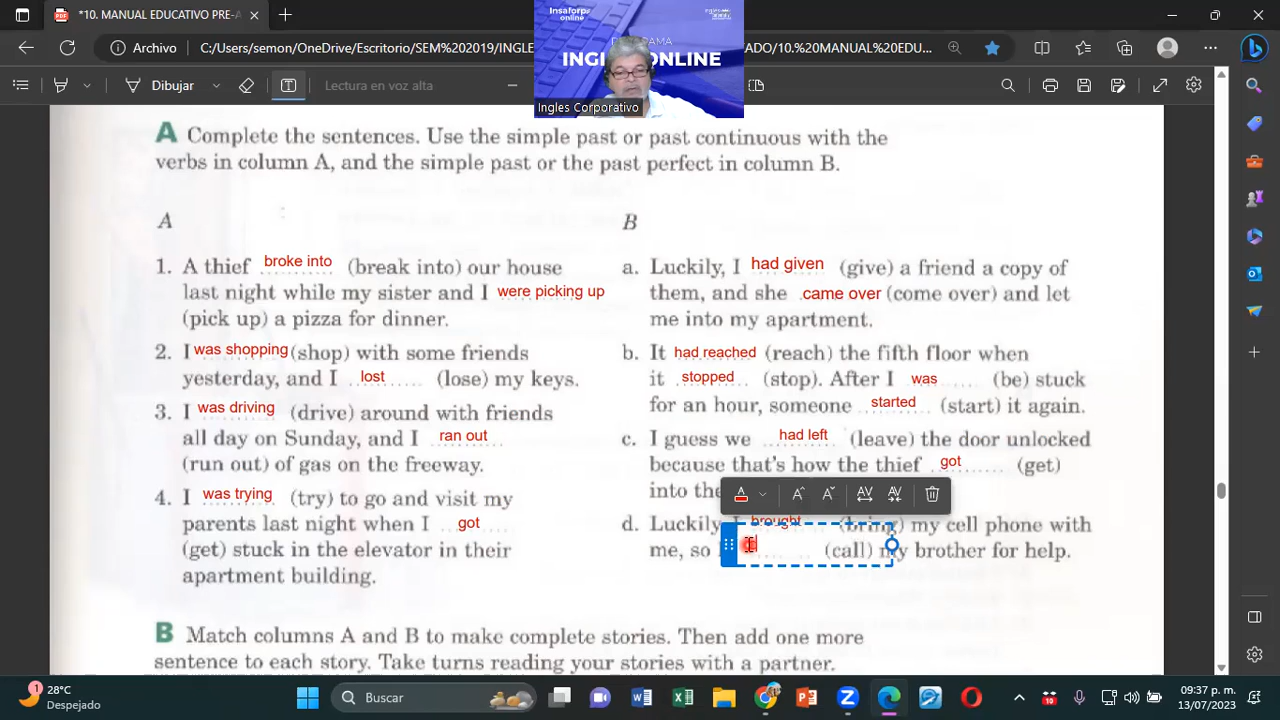 *10. MANUAL EDUCATIVO PRE-A
Archivo
C:/Users/semon/OneDrive/Escritorio/SEM%202019/INGLE
ADO/10.%20MANUAL%20EDU...
Dibujar
Lectura en voz alta
Insaforp
online
INGL ONLINE
Ingles Corporativo
A Complete the sentences. Use the simple past or past continuous with the
verbs in column A, and the simple past or the past perfect in column B.
A
1. A thief broke into (break into) our house
last night while my sister and I were picking up
(pick up) a pizza for dinner.
2. I was shopping (shop) with some friends
yesterday, and I lost (lose) my keys.
3. I was driving (drive) around with friends
all day on Sunday, and I ran out
(run out) of gas on the freeway.
4. I was trying (try) to go and visit my
parents last night when I got
(get) stuck in the elevator in their
apartment building.
B
a. Luckily, I had given (give) a friend a copy of
them, and she came over (come over) and let
me into my apartment.
b. It had reached (reach) the fifth floor when
it stopped (stop). After I was (be) stuck
for an hour, someone started (start) it again.
c. I guess we had left (leave) the door unlocked
because that's how the thief got (get)
into the
d. Luckily, I brought (bring) my cell phone with
me, so (call) my brother for help.
B Match columns A and B to make complete stories. Then add one more
sentence to each story. Take turns reading your stories with a partner.
1
28°C
Despejado
Buscar
10
09:37 p. m.
13/07/2023